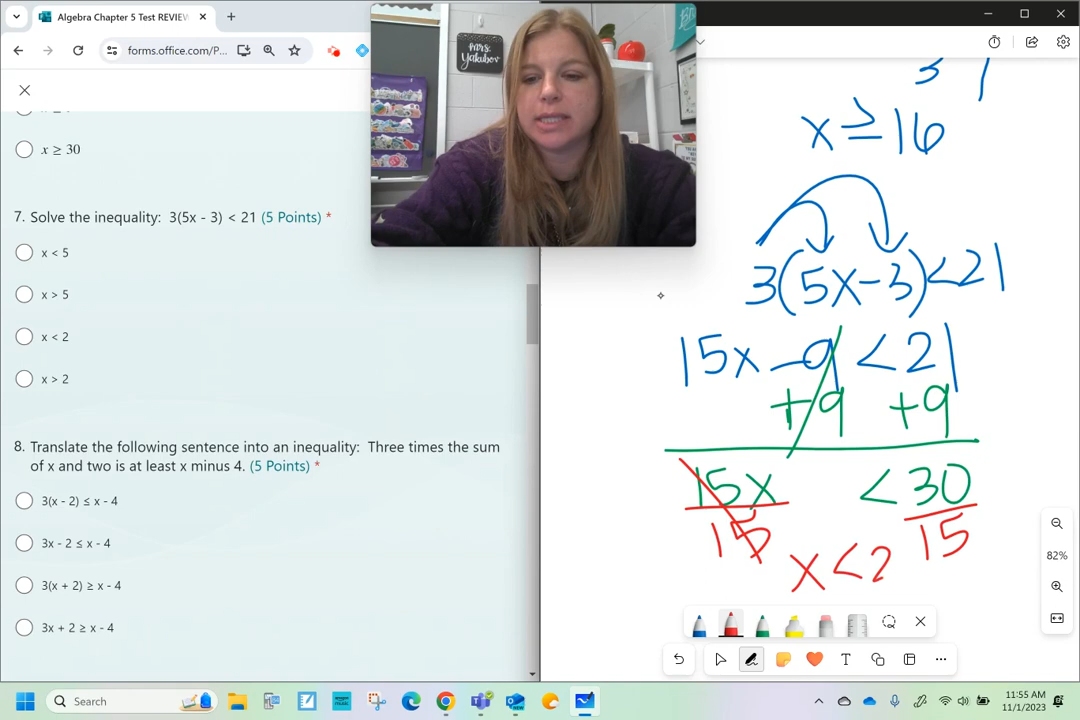 Algebra Chapter 5 Test REVIEW
forms.office.com/P...
x ≥ 30
7. Solve the inequality: 3(5x - 3) < 21 (5 Points) *
x < 5
x > 5
x < 2
x > 2
8. Translate the following sentence into an inequality: Three times the sum
of x and two is at least x minus 4. (5 Points) *
3(x - 2) ≤ x - 4
3x - 2 ≤ x - 4
3(x + 2) ≥ x - 4
3x + 2 ≥ x - 4
Mrs.
Yakubov
x ≥ 16
3(5x-3)<21
15x -9 < 21
+9 +9
15x < 30
15 15
x < 2
82%
Search
11:55 AM
11/1/2023